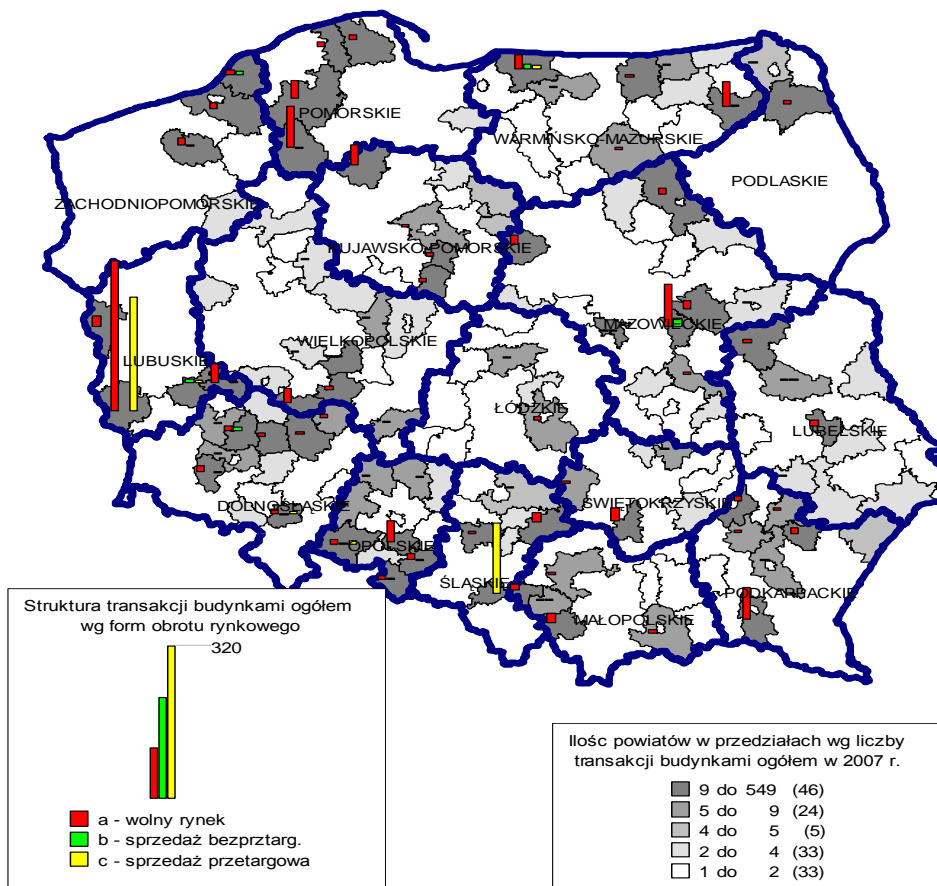 POMORSKIE
WARMIŃSKO-MAZURSKIE
PODLASKIE
ZACHODNIOPOMORSKIE
KUJAWSKO-POMORSKIE
MAZOWIECKIE
WIELKOPOLSKIE
LUBUSKIE
ŁÓDZKIE
LUBELSKIE
DOLNOŚLĄSKIE
ŚWIĘTOKRZYSKIE
OPOLSKIE
ŚLĄSKIE
PODKARPACKIE
MAŁOPOLSKIE
Struktura transakcji budynkami ogółem
wg form obrotu rynkowego
320
a - wolny rynek
b - sprzedaż bezprztarg.
c - sprzedaż przetargowa
Ilośc powiatów w przedziałach wg liczby
transakcji budynkami ogółem w 2007 r.
9 do 549 (46)
5 do 9 (24)
4 do 5 (5)
2 do 4 (33)
1 do 2 (33)